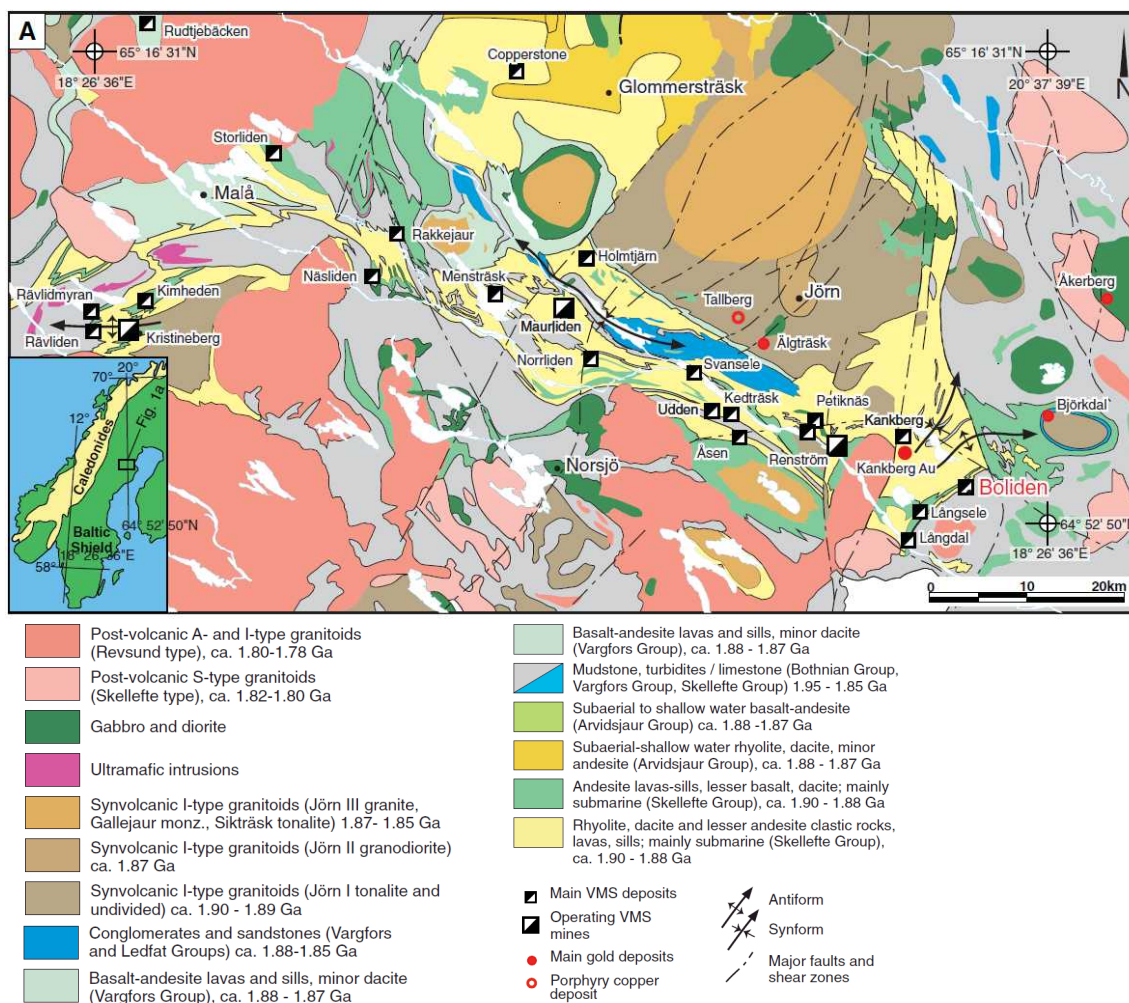 A
Rudtjebäcken
65° 16' 31"N
18° 26' 36"E
Copperstone
Glommersträsk
65° 16' 31"N
20° 37' 39"E
N
Storliden
Malå
Rakkejaur
Holmtjärn
Näsliden
Mensträsk
Tallberg
Jörn
Åkerberg
Rävlidmyran
Kimheden
Maurliden
Rävliden
Kristineberg
Älgträsk
Norrliden
Svansele
Kedträsk
Petiknäs
Udden
Kankberg
Björkdal
Åsen
Renström
Kankberg Au
Norsjö
Boliden
Långsele
Långdal
64° 52' 50"N
18° 26' 36"E
0 10 20km
20°
70°
12°
Fig. 1a
Caledonides
64° 52' 50"N
Baltic
Shield
18° 26' 36"E
58°
Post-volcanic A- and I-type granitoids
(Revsund type), ca. 1.80-1.78 Ga
Post-volcanic S-type granitoids
(Skellefte type), ca. 1.82-1.80 Ga
Gabbro and diorite
Ultramafic intrusions
Synvolcanic I-type granitoids (Jörn III granite,
Gallejaur monz., Sikträsk tonalite) 1.87- 1.85 Ga
Synvolcanic I-type granitoids (Jörn II granodiorite)
ca. 1.87 Ga
Synvolcanic I-type granitoids (Jörn I tonalite and
undivided) ca. 1.90 - 1.89 Ga
Conglomerates and sandstones (Vargfors
and Ledfat Groups) ca. 1.88-1.85 Ga
Basalt-andesite lavas and sills, minor dacite
(Vargfors Group), ca. 1.88 - 1.87 Ga
Basalt-andesite lavas and sills, minor dacite
(Vargfors Group) ca. 1.88 - 1.87 Ga
Mudstone, turbidites / limestone (Bothnian Group,
Vargfors Group, Skellefte Group) 1.95 - 1.85 Ga
Subaerial to shallow water basalt-andesite
(Arvidsjaur Group) ca. 1.88 -1.87 Ga
Subaerial-shallow water rhyolite, dacite, minor
andesite (Arvidsjaur Group), ca. 1.88 - 1.87 Ga
Andesite lavas-sills, lesser basalt, dacite; mainly
submarine (Skellefte Group), ca. 1.90 - 1.88 Ga
Rhyolite, dacite and lesser andesite clastic rocks,
lavas, sills; mainly submarine (Skellefte Group),
ca. 1.90 - 1.88 Ga
Main VMS deposits
Operating VMS
mines
Main gold deposits
Porphyry copper
deposit
Antiform
Synform
Major faults and
shear zones